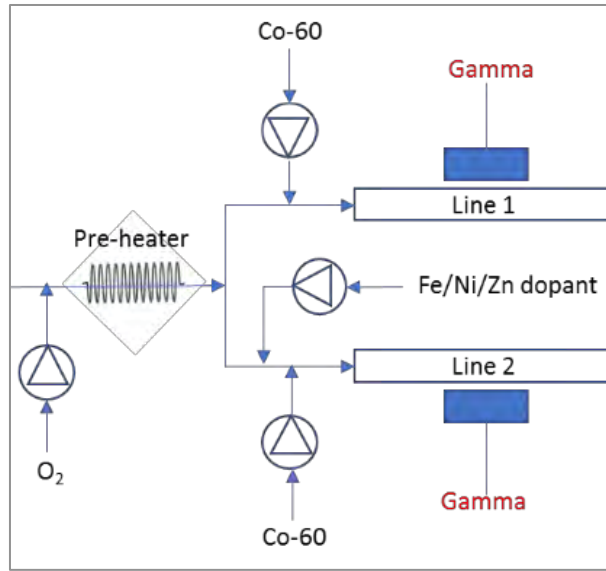 Co-60
Gamma
Line 1
Pre-heater
Fe/Ni/Zn dopant
Line 2
O₂
Gamma
Co-60